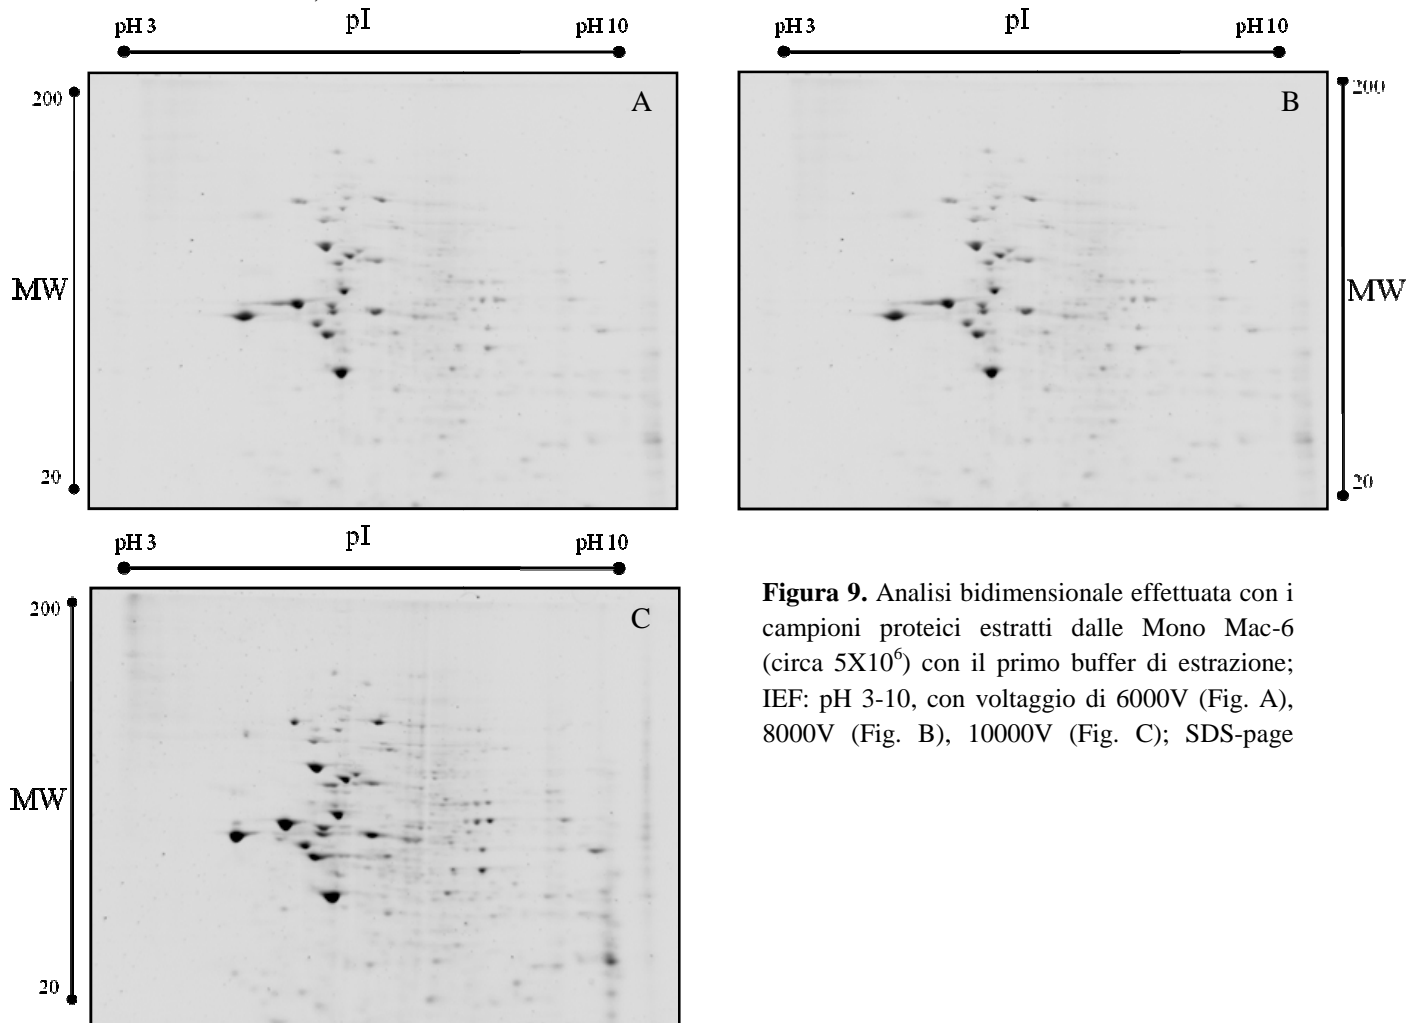 pH 3 pI pH 10
A
200
MW
20
pH 3 pI pH 10
B
200
MW
20
pH 3 pI pH 10
C
200
MW
20
Figura 9. Analisi bidimensionale effettuata con i
campioni proteici estratti dalle Mono Mac-6
(circa 5X10⁶) con il primo buffer di estrazione;
IEF: pH 3-10, con voltaggio di 6000V (Fig. A),
8000V (Fig. B), 10000V (Fig. C); SDS-page